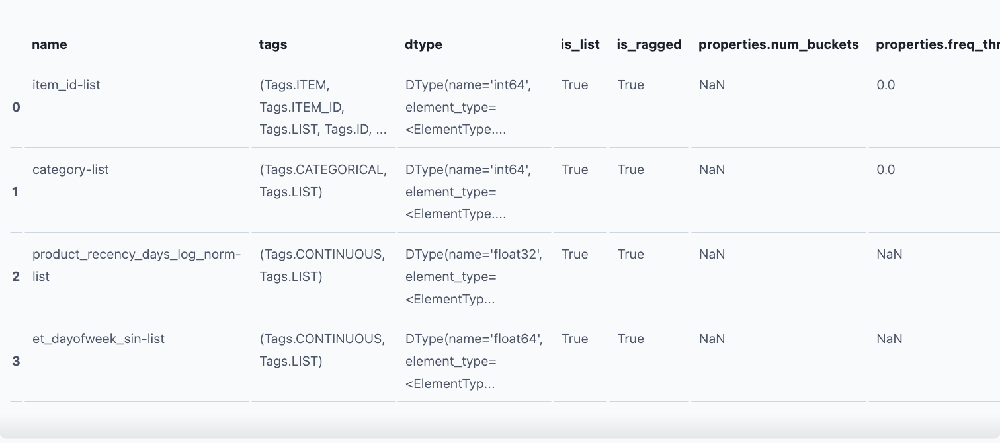 name tags dtype is_list is_ragged properties.num_buckets properties.freq_thr
0 item_id-list (Tags.ITEM, Tags.ITEM_ID, Tags.LIST, Tags.ID, ... DType(name='int64', element_type=<ElementType.... True True NaN 0.0
1 category-list (Tags.CATEGORICAL, Tags.LIST) DType(name='int64', element_type=<ElementType.... True True NaN 0.0
2 product_recency_days_log_norm-list (Tags.CONTINUOUS, Tags.LIST) DType(name='float32', element_type=<ElementTyp... True True NaN NaN
3 et_dayofweek_sin-list (Tags.CONTINUOUS, Tags.LIST) DType(name='float64', element_type=<ElementTyp... True True NaN NaN